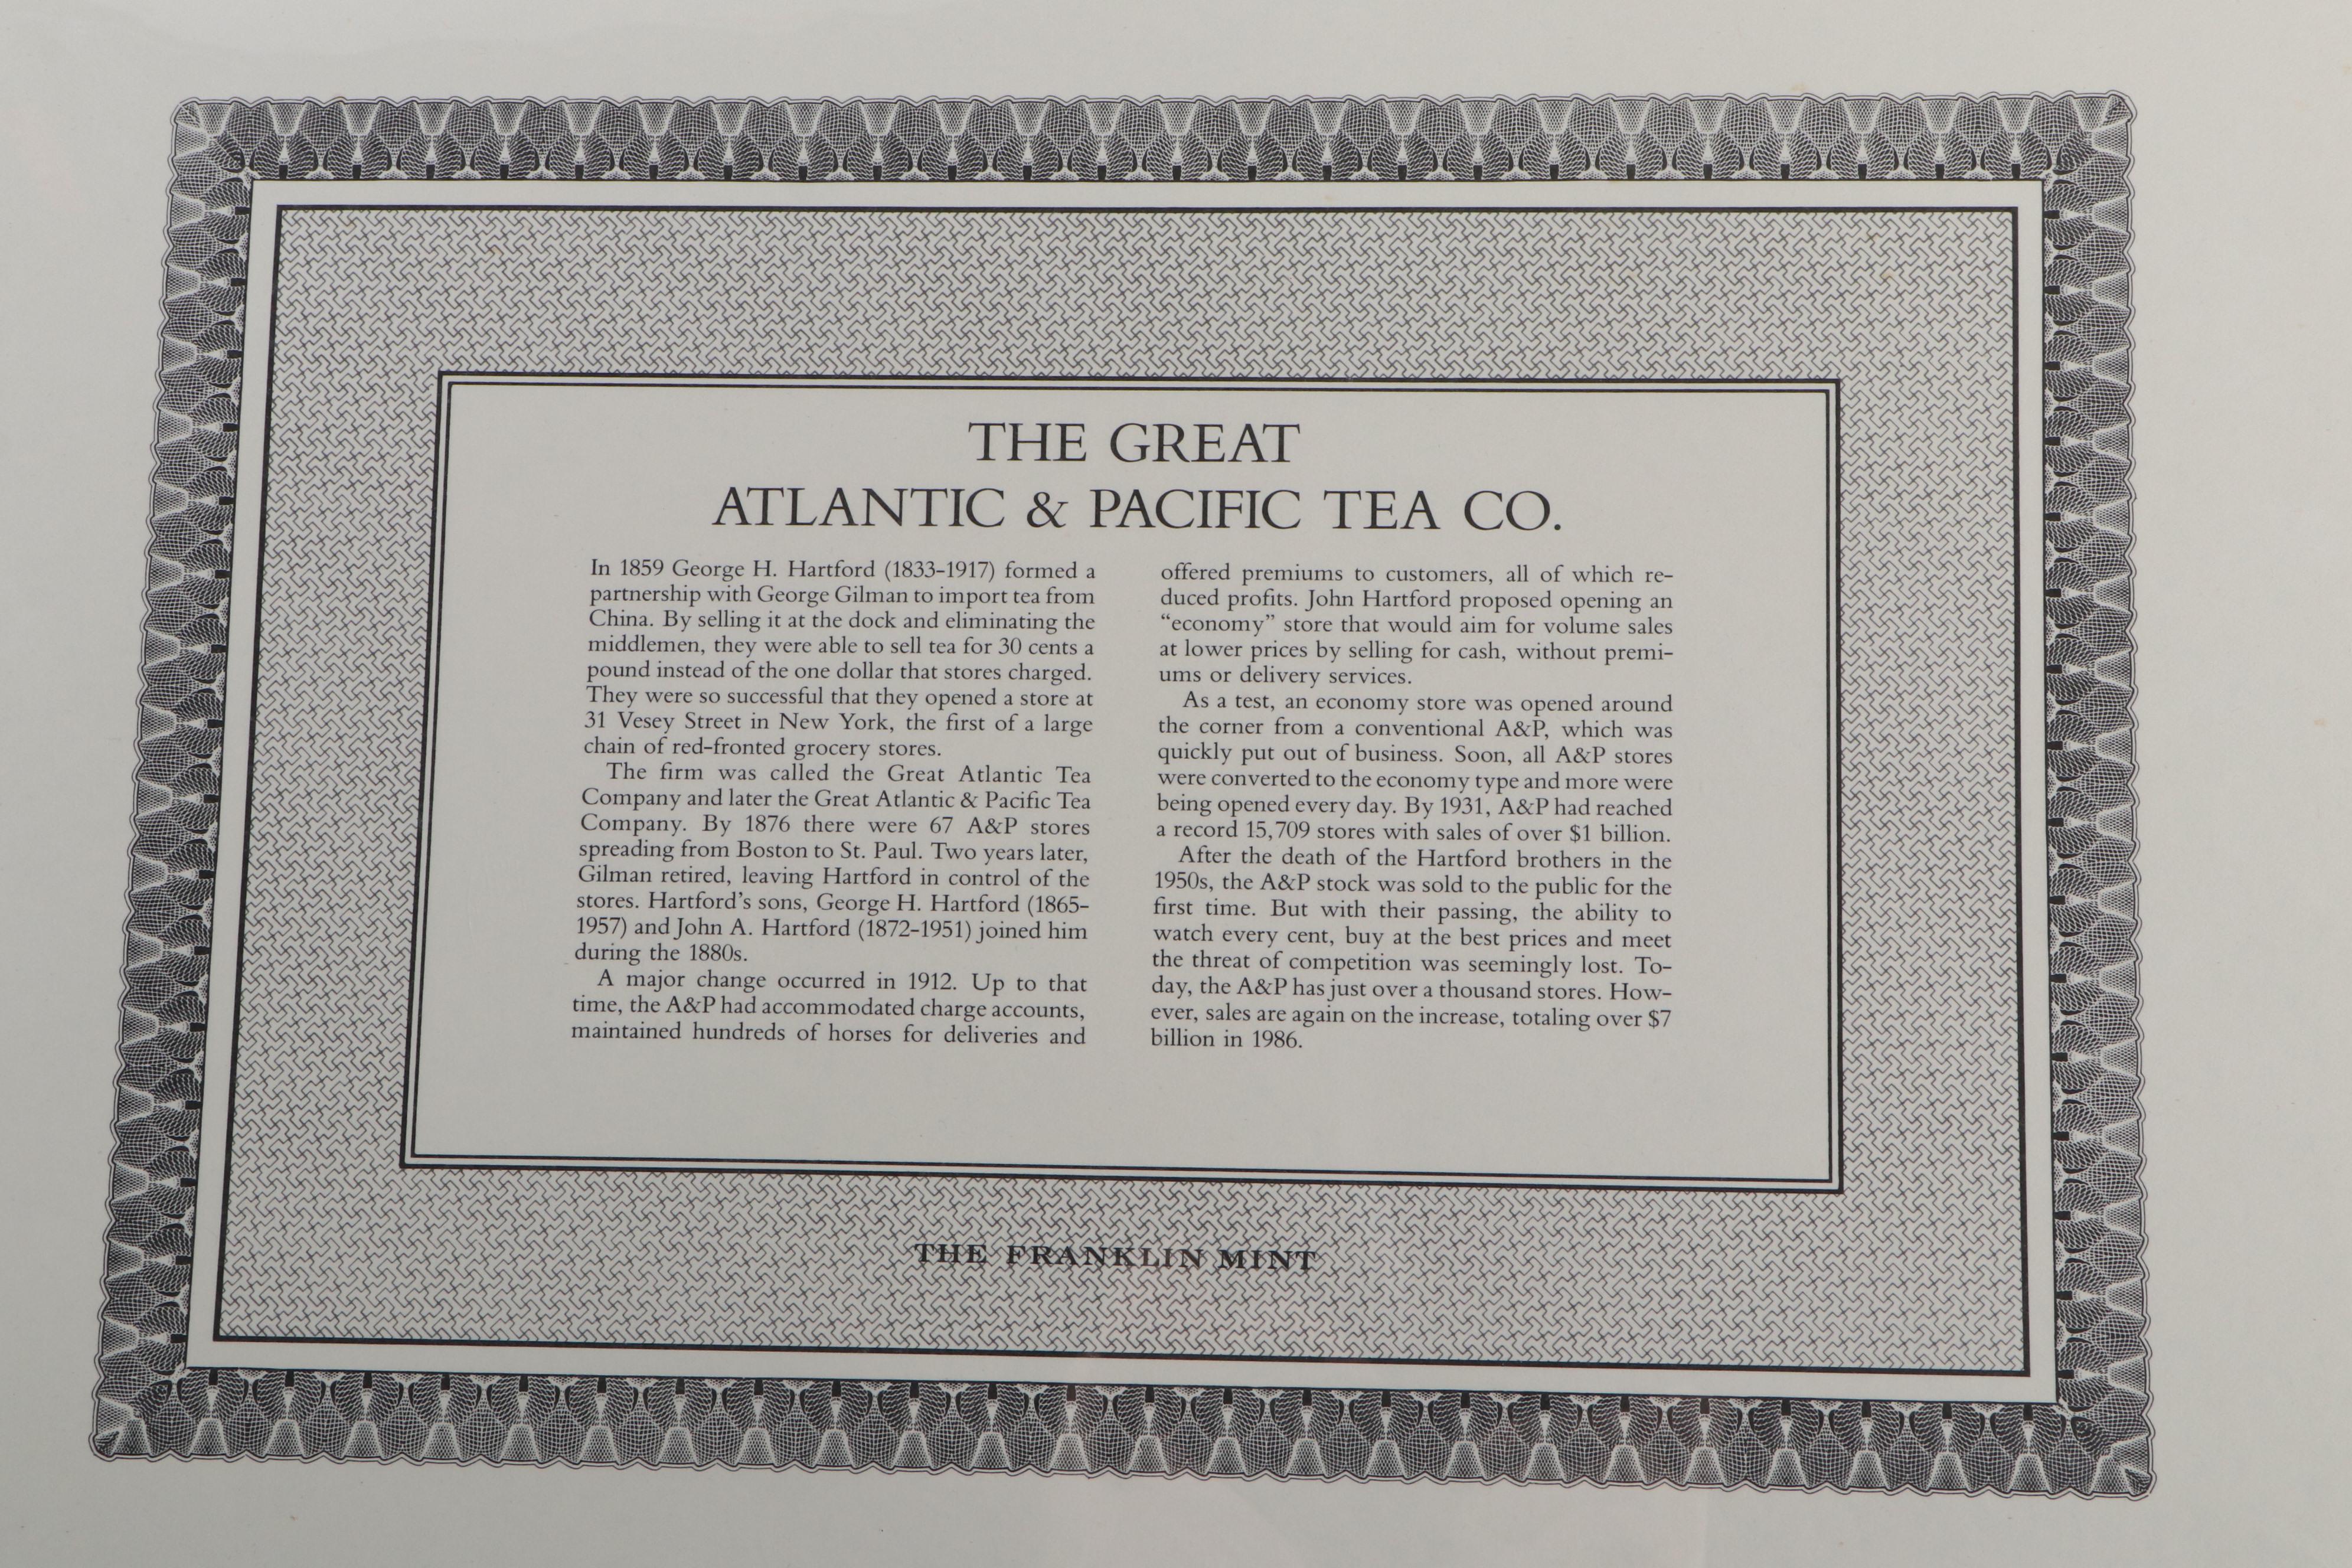 THE GREAT
ATLANTIC & PACIFIC TEA CO.
In 1859 George H. Hartford (1833-1917) formed a
partnership with George Gilman to import tea from
China. By selling it at the dock and eliminating the
middlemen, they were able to sell tea for 30 cents a
pound instead of the one dollar that stores charged.
They were so successful that they opened a store at
31 Vesey Street in New York, the first of a large
chain of red-fronted grocery stores.
The firm was called the Great Atlantic Tea
Company and later the Great Atlantic & Pacific Tea
Company. By 1876 there were 67 A&P stores
spreading from Boston to St. Paul. Two years later,
Gilman retired, leaving Hartford in control of the
stores. Hartford's sons, George H. Hartford (1865-
1957) and John A. Hartford (1872-1951) joined him
during the 1880s.
A major change occurred in 1912. Up to that
time, the A&P had accommodated charge accounts,
maintained hundreds of horses for deliveries and
offered premiums to customers, all of which re-
duced profits. John Hartford proposed opening an
"economy" store that would aim for volume sales
at lower prices by selling for cash, without premi-
ums or delivery services.
As a test, an economy store was opened around
the corner from a conventional A&P, which was
quickly put out of business. Soon, all A&P stores
were converted to the economy type and more were
being opened every day. By 1931, A&P had reached
a record 15,709 stores with sales of over $1 billion.
After the death of the Hartford brothers in the
1950s, the A&P stock was sold to the public for the
first time. But with their passing, the ability to
watch every cent, buy at the best prices and meet
the threat of competition was seemingly lost. To-
day, the A&P has just over a thousand stores. How-
ever, sales are again on the increase, totaling over $7
billion in 1986.
THE FRANKLIN MINT